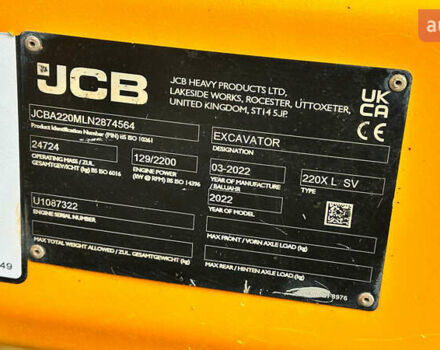 JCB
JCB HEAVY PRODUCTS LTD,
LAKESIDE WORKS, ROCESTER, UTTOXETER,
UNITED KINGDOM, ST14 5JP.
UK
CA
CE
JCBA220MLN2874564
Product Identification Number (PIN) BS ISO 10261
EXCAVATOR
DESIGNATION
24724
OPERATING MASS / ZUL.
GESAMTGEWICHT (kg) BS ISO 6016
129/2200
ENGINE POWER
(kW @ RPM) BS ISO 14396
03-2022
YEAR OF MANUFACTURE
/ BAUJAHR
220X L SV
TYPE
U1087322
ENGINE SERIAL NUMBER
2022
YEAR OF MODEL
MAX TOTAL WEIGHT ALLOWED / ZUL. GESAMTGEWICHT (kg)
MAX FRONT / VORN AXLE LOAD (kg)
MAX REAR / HINTEN AXLE LOAD (kg)
8976
49